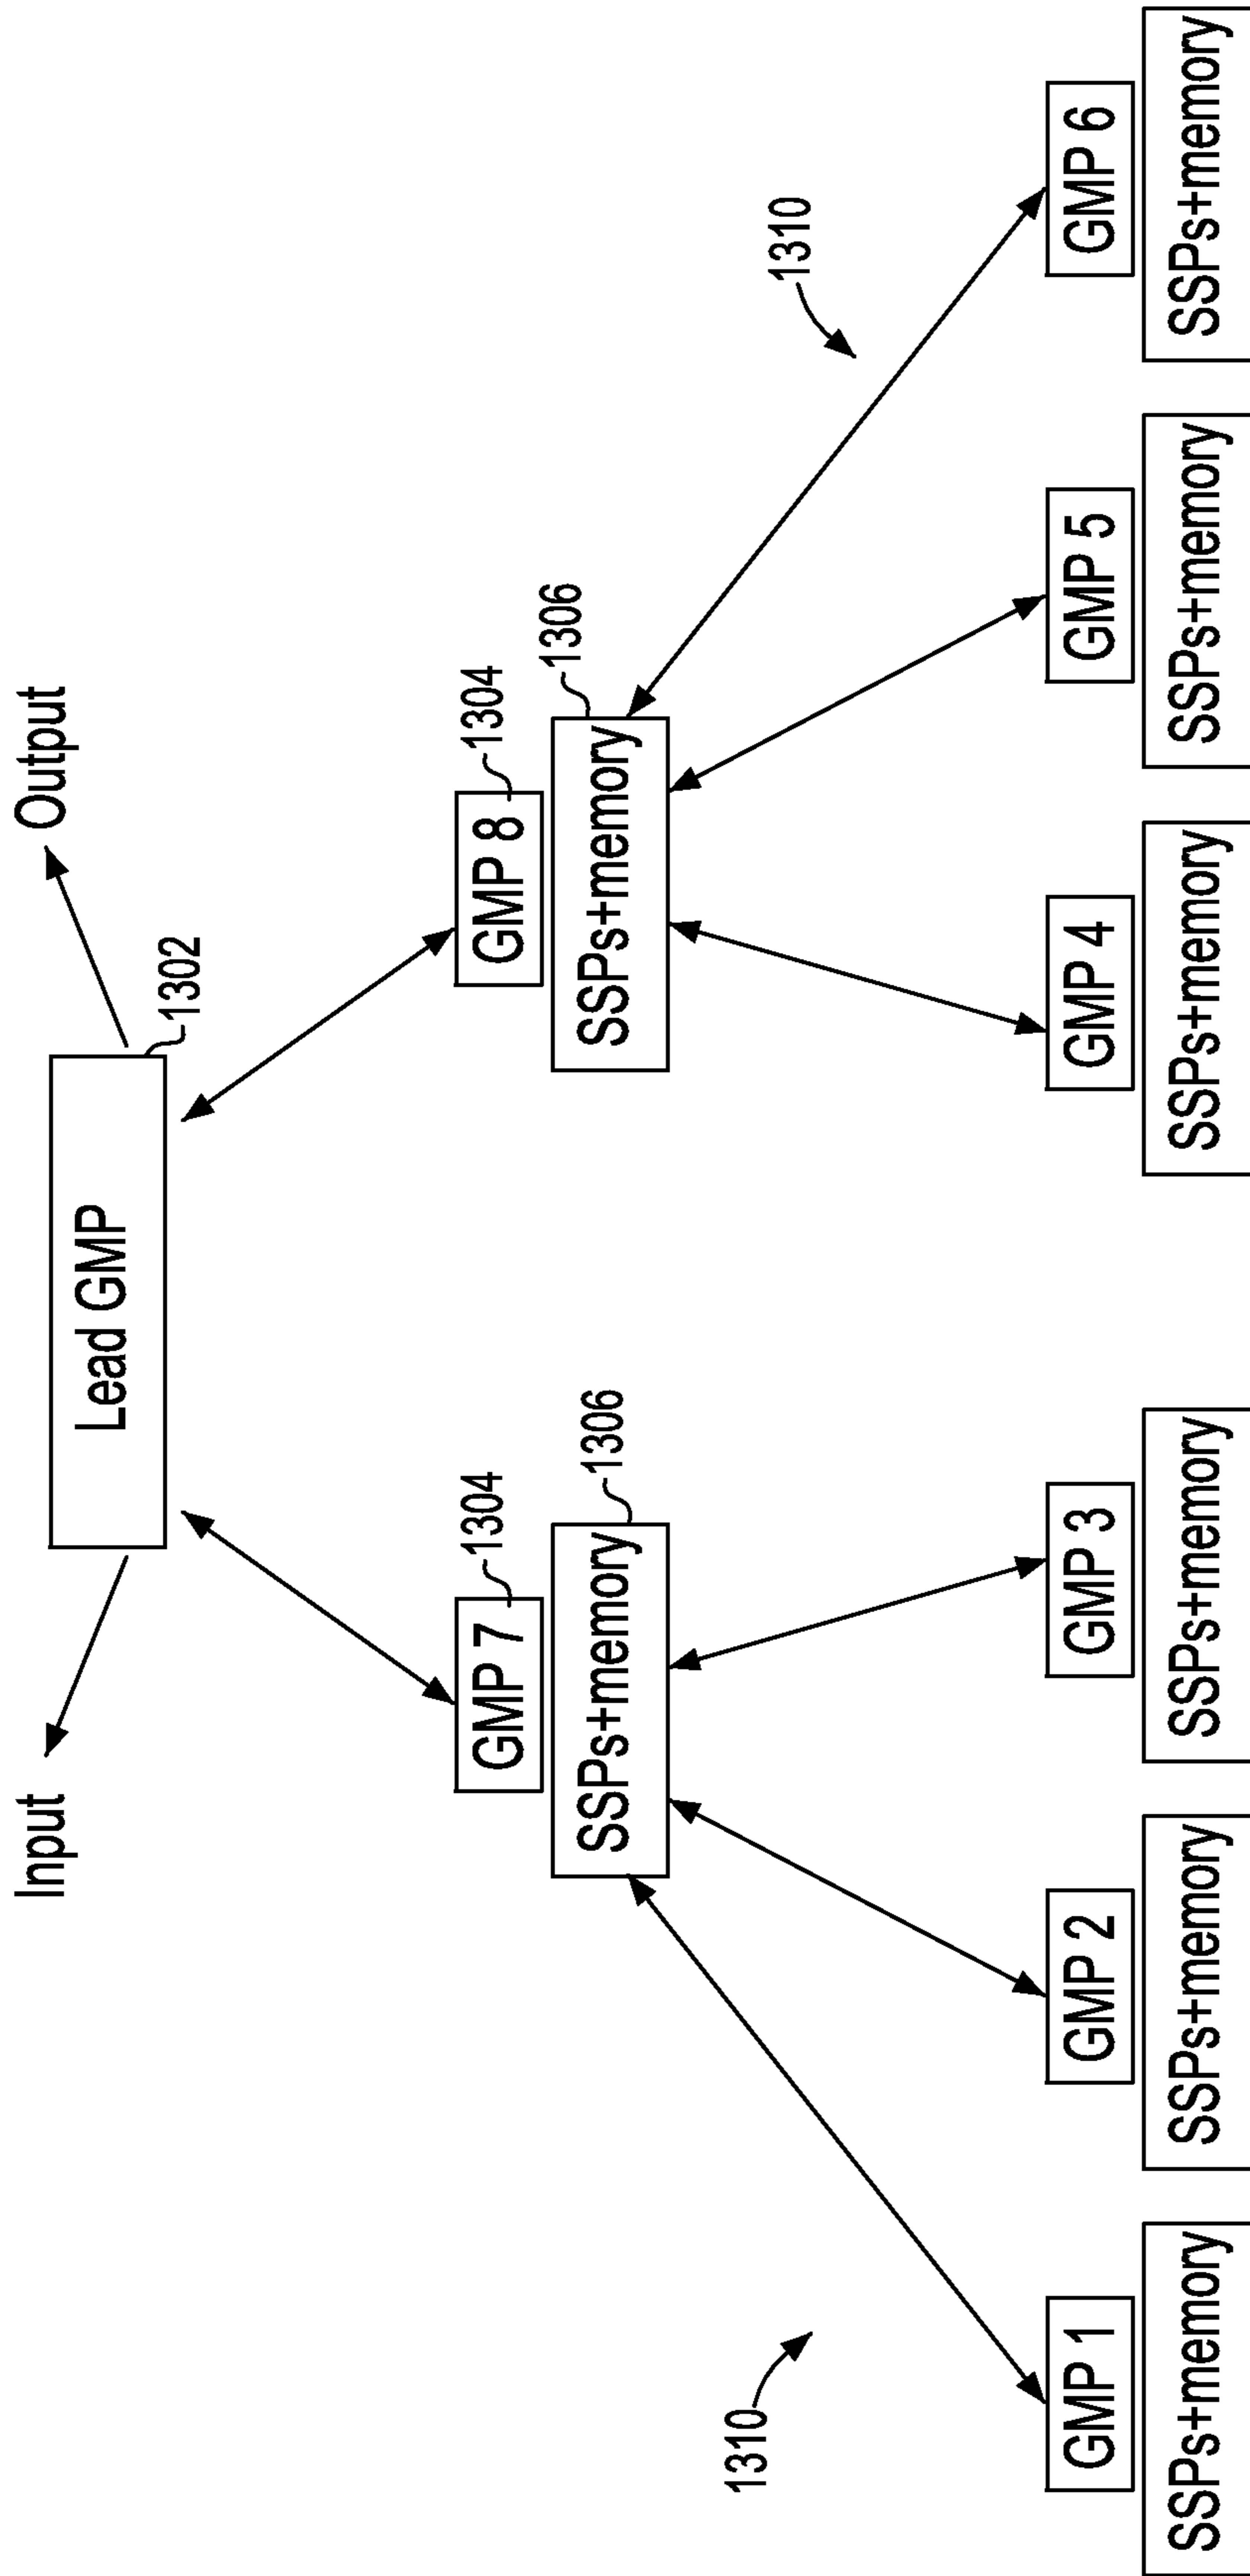 Input
Output
Lead GMP
1302
GMP 7
1304
SSPs+memory
1306
GMP 8
1304
SSPs+memory
1306
1310
1310
GMP 1
GMP 2
GMP 3
GMP 4
GMP 5
GMP 6
SSPs+memory
SSPs+memory
SSPs+memory
SSPs+memory
SSPs+memory
SSPs+memory